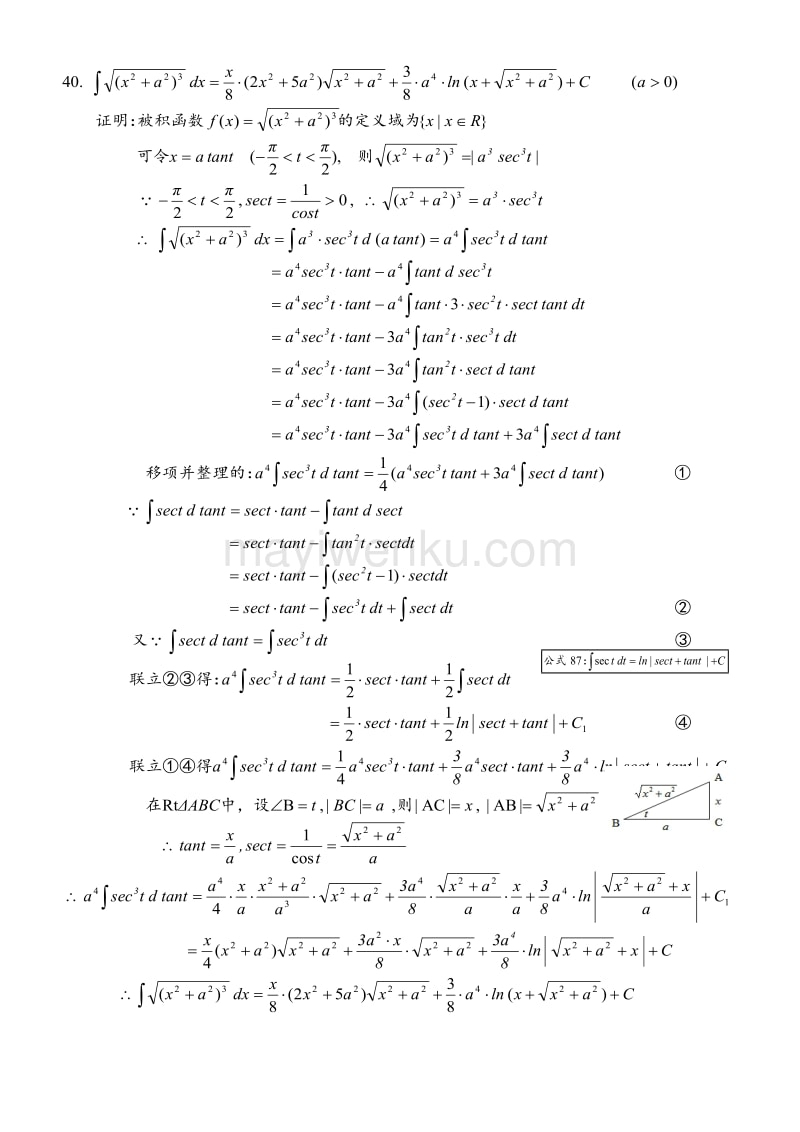 40. ∫√(x²+a²)³ dx = x/8·(2x²+5a²)√x²+a² + 3/8·a⁴·ln(x+√x²+a²)+C (a>0)
证明:被积函数 f(x)=√(x²+a²)³的定义域为{x|x∈R}
可令x=a tant (−π/2<t<π/2), 则√(x²+a²)³=|a³sec³t|
∵ −π/2<t<π/2, sect=1/cost>0, ∴ √(x²+a²)³=a³·sec³t
∴ ∫√(x²+a²)³ dx=∫a³·sec³t d(a tant)=a⁴∫sec³t d tant
=a⁴sec³t·tant−a⁴∫tant d sec³t
=a⁴sec³t·tant−a⁴∫tant·3·sec²t·sect tant dt
=a⁴sec³t·tant−3a⁴∫tan²t·sec³t dt
=a⁴sec³t·tant−3a⁴∫tan²t·sect d tant
=a⁴sec³t·tant−3a⁴∫(sec²t−1)·sect d tant
=a⁴sec³t·tant−3a⁴∫sec³t d tant+3a⁴∫sect d tant
移项并整理的:a⁴∫sec³t d tant=1/4(a⁴sec³t tant+3a⁴∫sect d tant) ①
∵ ∫sect d tant=sect·tant−∫tant d sect
=sect·tant−∫tan²t·sectdt
mayiwenku.com
=sect·tant−∫(sec²t−1)·sectdt
=sect·tant−∫sec³t dt+∫sect dt ②
又∵ ∫sect d tant=∫sec³t dt ③
公式 87:∫sect dt=ln|sect+tant|+C
联立②③得:a⁴∫sec³t d tant=1/2·sect·tant+1/2∫sect dt
=1/2·sect·tant+1/2 ln|sect+tant|+C₁ ④
联立①④得a⁴∫sec³t d tant=1/4 a⁴sec³t·tant+3/8 a⁴sect·tant+3/8 a⁴·ln|sect+tant|+C
在Rt∆ABC中，设∠B=t,|BC|=a,则|AC|=x,|AB|=√x²+a²
A
√x²+a²
x
t
B
a
C
∴ tant=x/a,sect=1/cost=√x²+a²/a
∴ a⁴∫sec³t d tant=a⁴/4·x/a·x²+a²/a³·√x²+a²+3a⁴/8·√x²+a²/a·x/a+3/8 a⁴·ln|√x²+a²+x/a|+C₁
=x/4(x²+a²)√x²+a²+3a²·x/8·√x²+a²+3a⁴/8·ln|√x²+a²+x|+C
∴ ∫√(x²+a²)³ dx=x/8·(2x²+5a²)√x²+a²+3/8·a⁴·ln(x+√x²+a²)+C